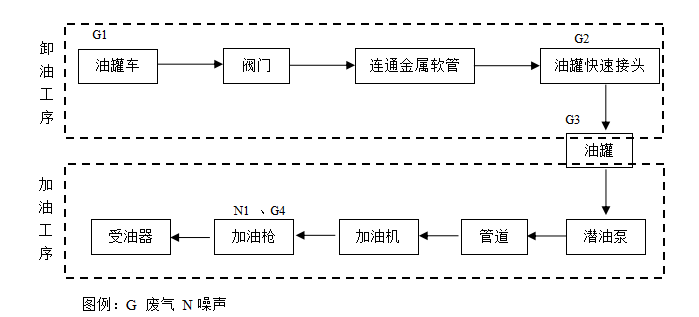 卸油工序
G1
油罐车
阀门
连通金属软管
G2
油罐快速接头
G3
油罐
加油工序
N1 、G4
受油器
加油枪
加油机
管道
潜油泵
图例：G 废气 N 噪声